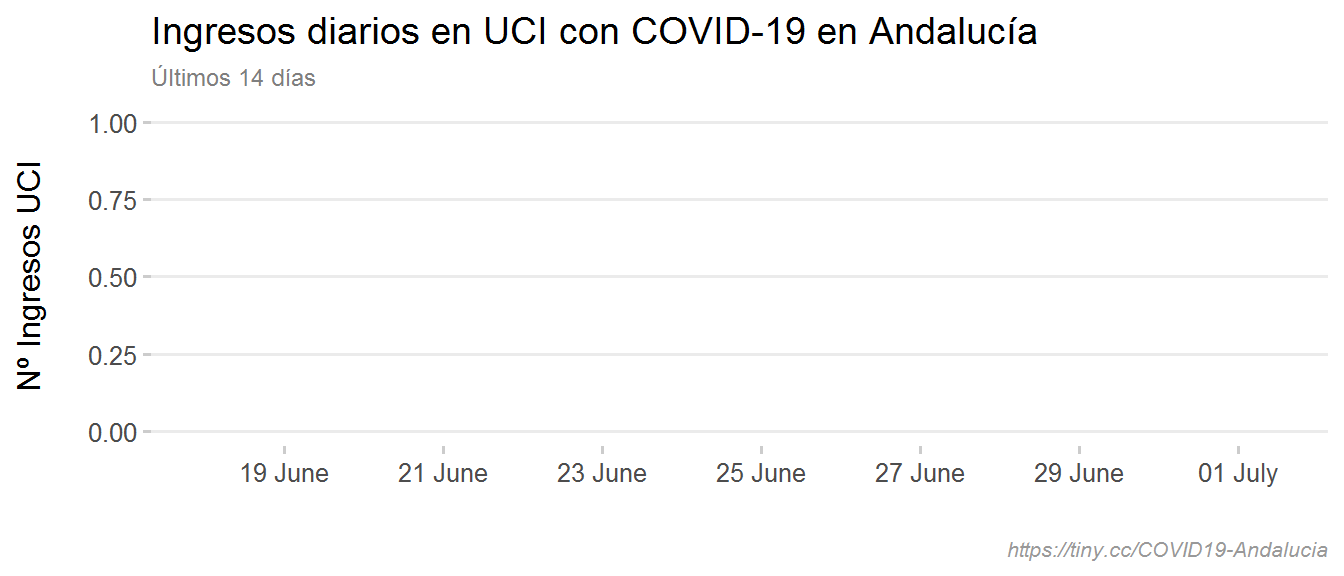 Ingresos diarios en UCI con COVID-19 en Andalucía
Últimos 14 días
Nº Ingresos UCI
1.00
0.75
0.50
0.25
0.00
19 June 21 June 23 June 25 June 27 June 29 June 01 July
https://tiny.cc/COVID19-Andalucia